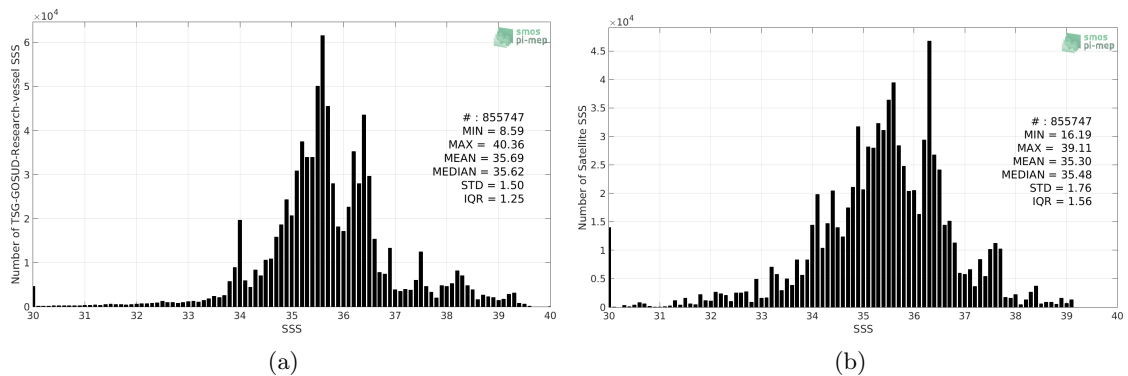 ×10⁴
6
5
4
3
2
1
0
30 31 32 33 34 35 36 37 38 39 40
SSS
Number of TSG-GOSUD-Research-vessel SSS
smos
pi-mep
# : 855747
MIN = 8.59
MAX = 40.36
MEAN = 35.69
MEDIAN = 35.62
STD = 1.50
IQR = 1.25
(a)
×10⁴
4.5
4
3.5
3
2.5
2
1.5
1
0.5
0
30 31 32 33 34 35 36 37 38 39 40
SSS
Number of Satellite SSS
smos
pi-mep
# : 855747
MIN = 16.19
MAX = 39.11
MEAN = 35.30
MEDIAN = 35.48
STD = 1.76
IQR = 1.56
(b)